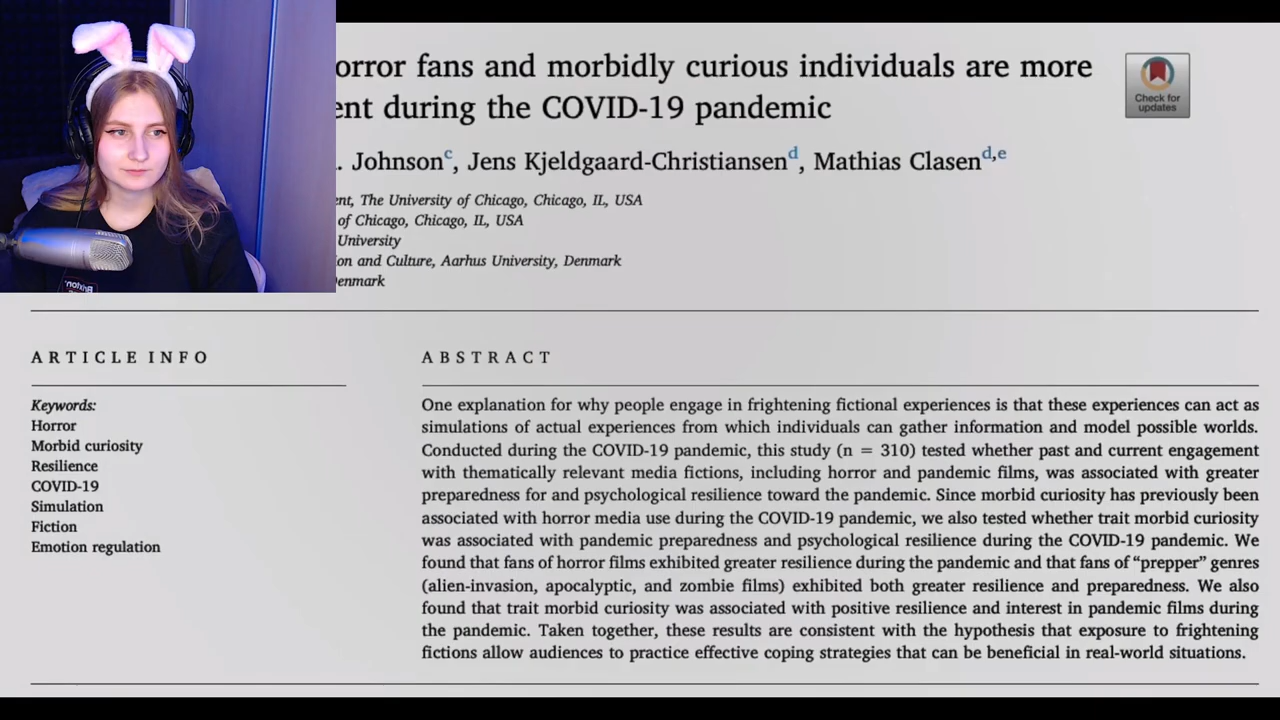 orror fans and morbidly curious individuals are more
ent during the COVID-19 pandemic
Check for
updates
. Johnsonc, Jens Kjeldgaard-Christiansend, Mathias Clasend,e
ent, The University of Chicago, Chicago, IL, USA
of Chicago, Chicago, IL, USA
University
ion and Culture, Aarhus University, Denmark
Denmark
ARTICLE INFO
Keywords:
Horror
Morbid curiosity
Resilience
COVID-19
Simulation
Fiction
Emotion regulation
ABSTRACT
One explanation for why people engage in frightening fictional experiences is that these experiences can act as
simulations of actual experiences from which individuals can gather information and model possible worlds.
Conducted during the COVID-19 pandemic, this study (n = 310) tested whether past and current engagement
with thematically relevant media fictions, including horror and pandemic films, was associated with greater
preparedness for and psychological resilience toward the pandemic. Since morbid curiosity has previously been
associated with horror media use during the COVID-19 pandemic, we also tested whether trait morbid curiosity
was associated with pandemic preparedness and psychological resilience during the COVID-19 pandemic. We
found that fans of horror films exhibited greater resilience during the pandemic and that fans of “prepper” genres
(alien-invasion, apocalyptic, and zombie films) exhibited both greater resilience and preparedness. We also
found that trait morbid curiosity was associated with positive resilience and interest in pandemic films during
the pandemic. Taken together, these results are consistent with the hypothesis that exposure to frightening
fictions allow audiences to practice effective coping strategies that can be beneficial in real-world situations.